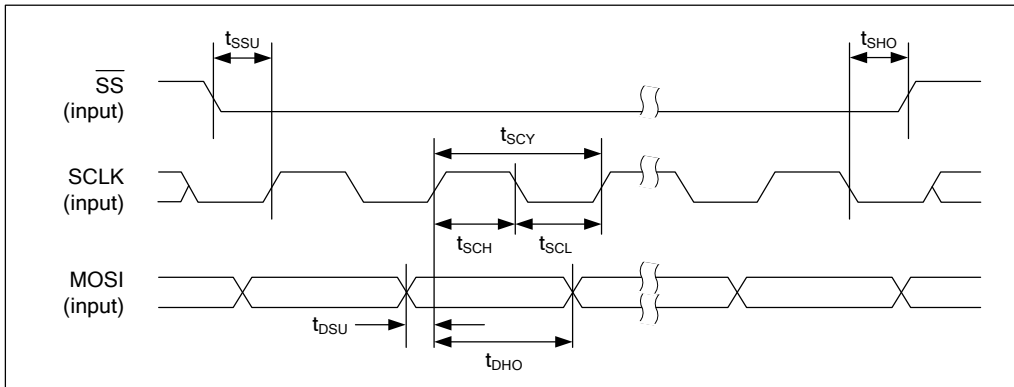 tSSU
tSHO
SS
(input)
tSCY
SCLK
(input)
tSCH
tSCL
MOSI
(input)
tDSU
tDHO